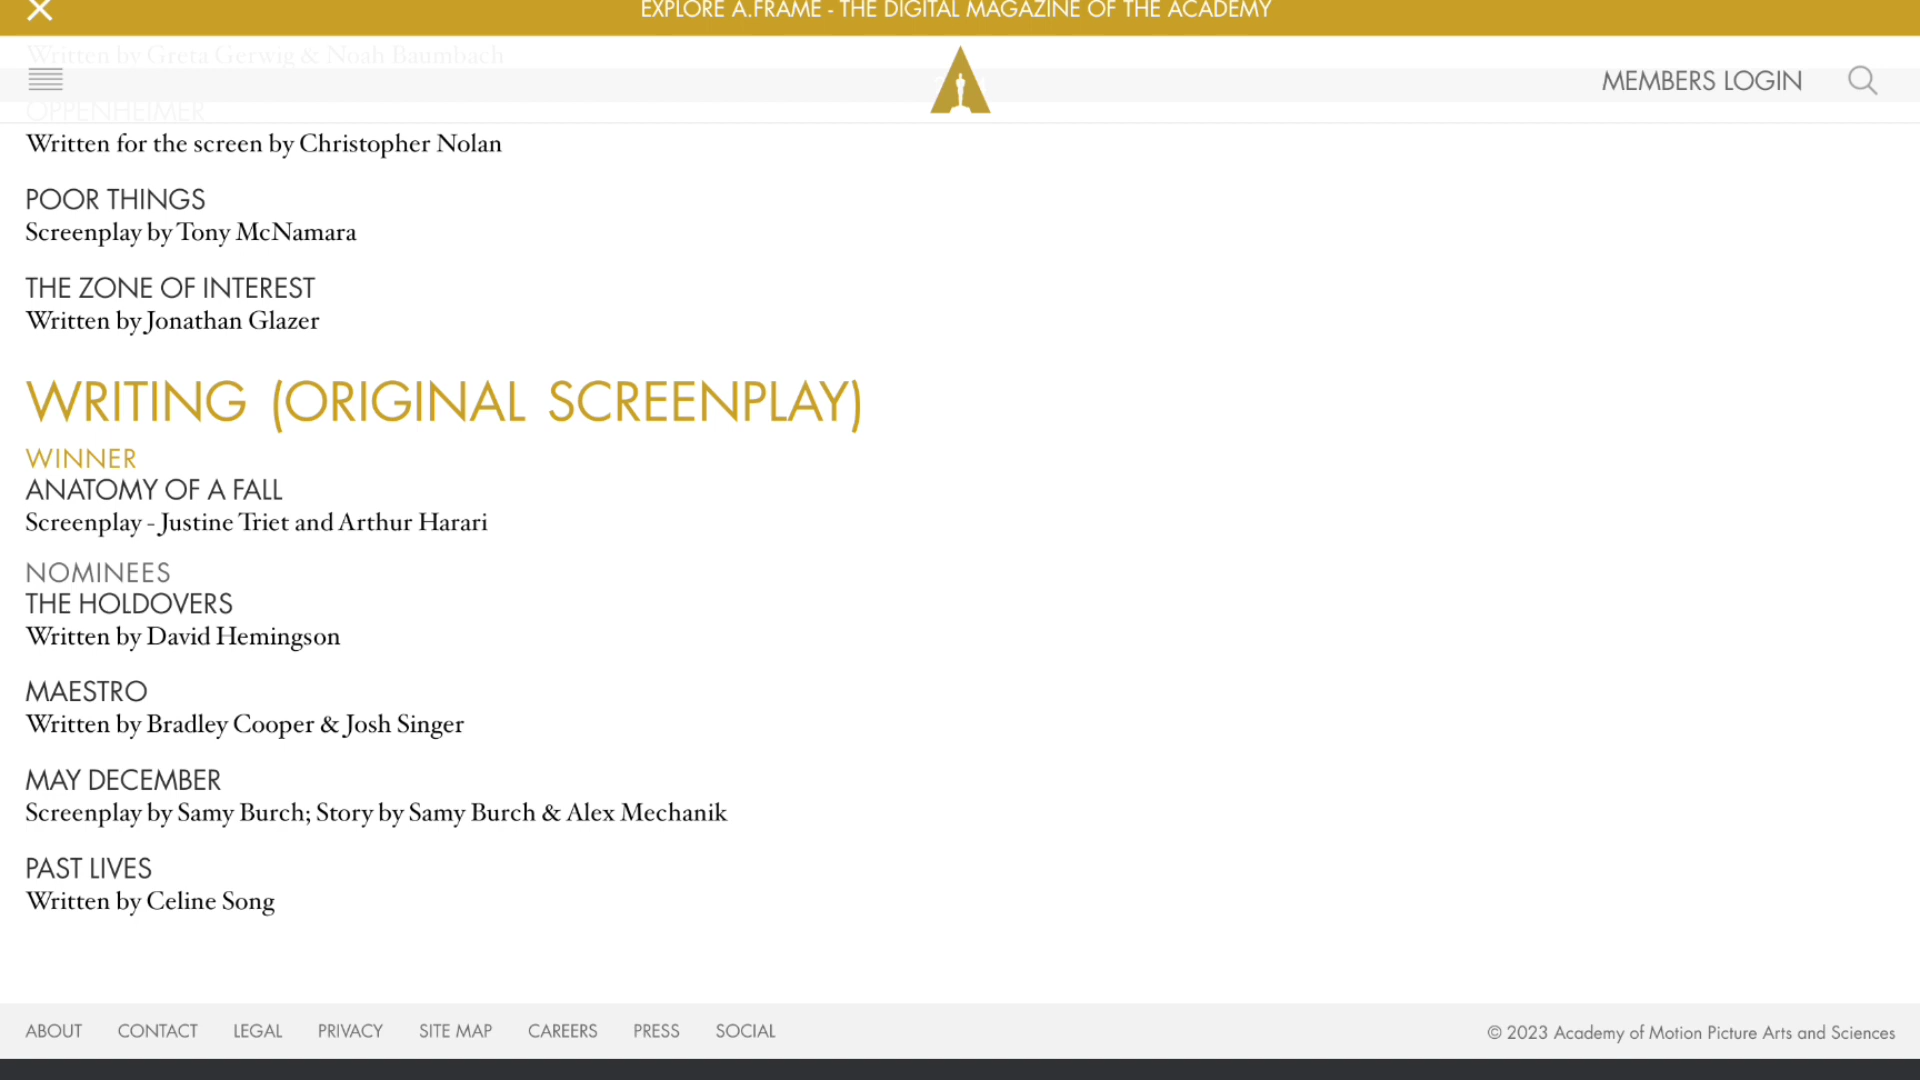 EXPLORE A.FRAME - THE DIGITAL MAGAZINE OF THE ACADEMY
Written by Greta Gerwig & Noah Baumbach
MEMBERS LOGIN
OPPENHEIMER
Written for the screen by Christopher Nolan
POOR THINGS
Screenplay by Tony McNamara
THE ZONE OF INTEREST
Written by Jonathan Glazer
WRITING (ORIGINAL SCREENPLAY)
WINNER
ANATOMY OF A FALL
Screenplay - Justine Triet and Arthur Harari
NOMINEES
THE HOLDOVERS
Written by David Hemingson
MAESTRO
Written by Bradley Cooper & Josh Singer
MAY DECEMBER
Screenplay by Samy Burch; Story by Samy Burch & Alex Mechanik
PAST LIVES
Written by Celine Song
ABOUT CONTACT LEGAL PRIVACY SITE MAP CAREERS PRESS SOCIAL
© 2023 Academy of Motion Picture Arts and Sciences